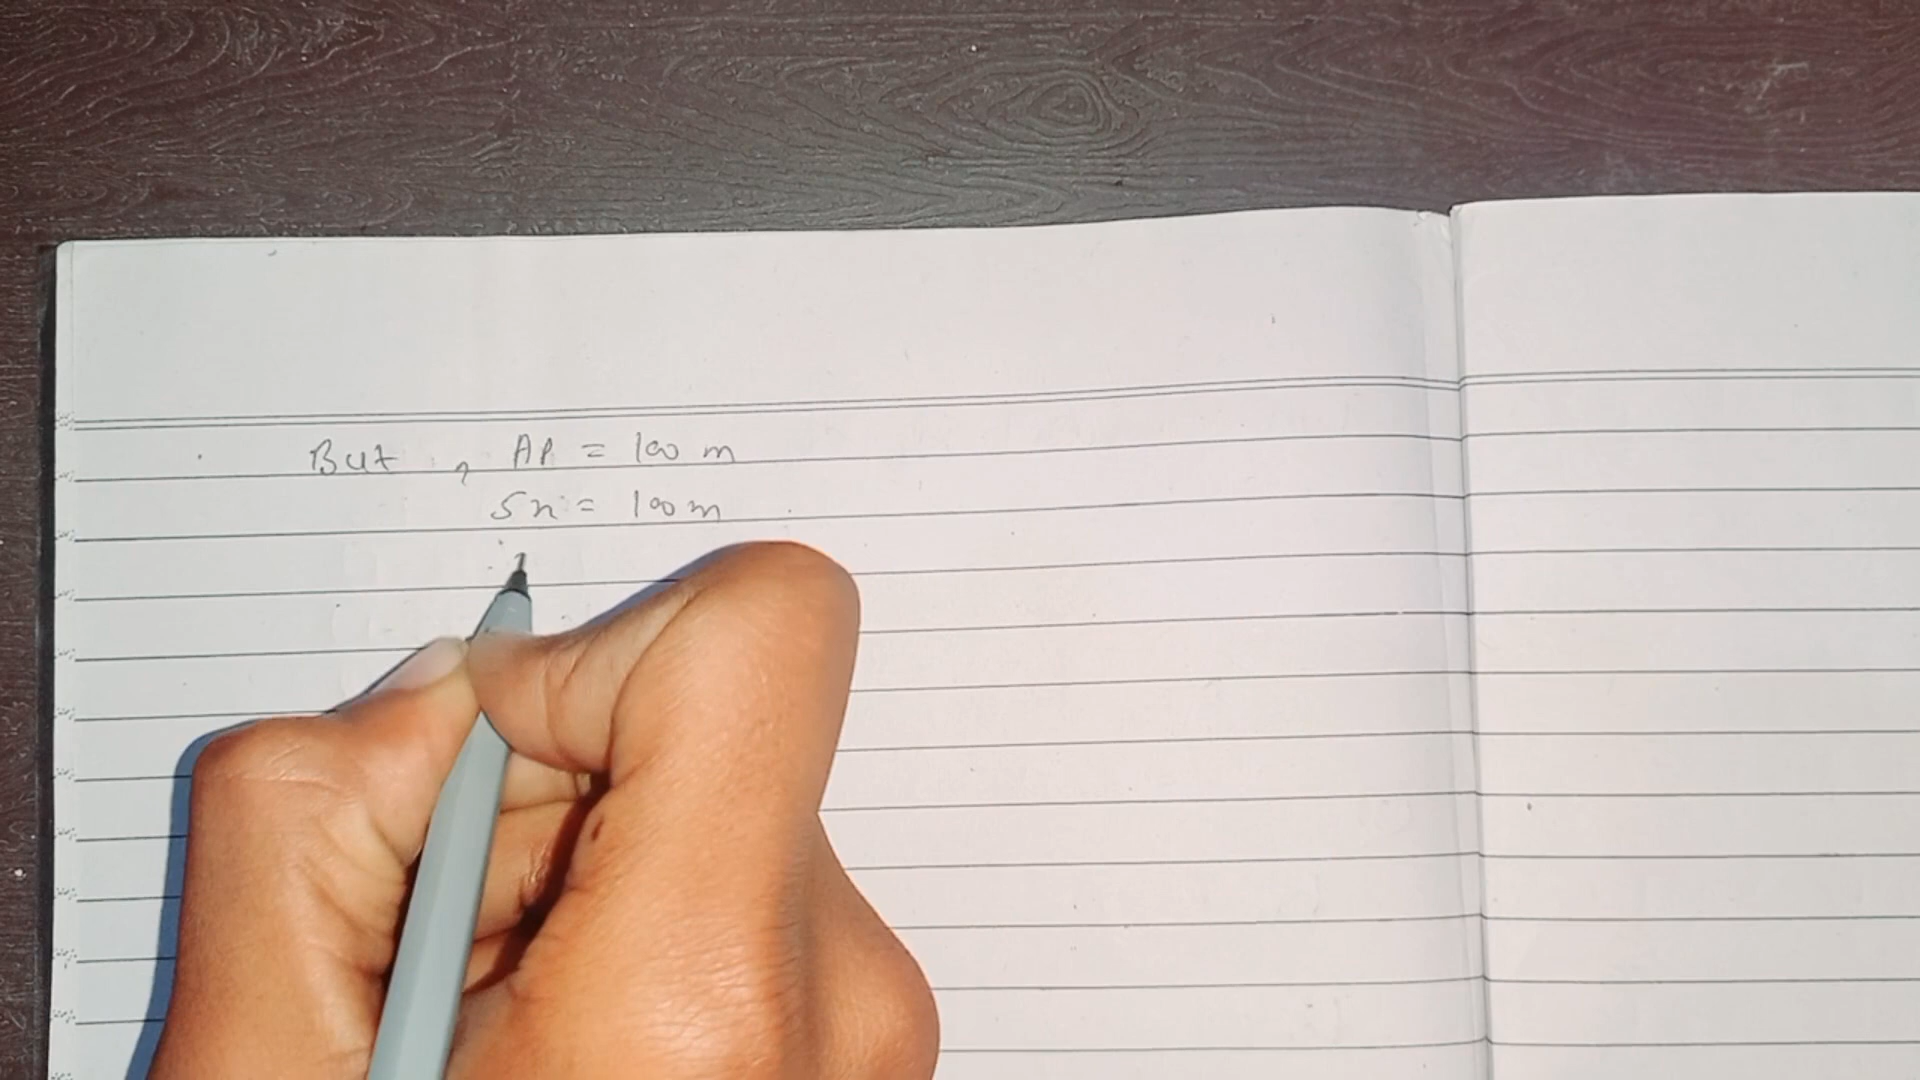 But , AP = 100 m
5x = 100 m